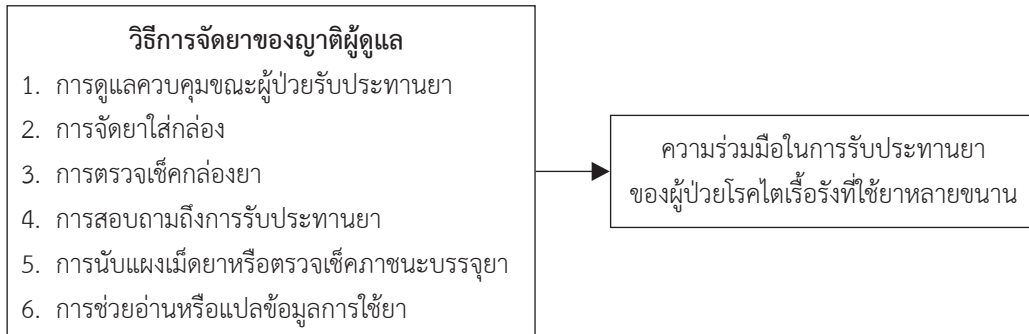 วิธีการจัดยาของญาติผู้ดูแล
1. การดูแลควบคุมขณะผู้ป่วยรับประทานยา
2. การจัดยาใส่กล่อง
3. การตรวจเช็คกล่องยา
4. การสอบถามถึงการรับประทานยา
5. การนับแผงเม็ดยาหรือตรวจเช็คภาชนะบรรจุยา
6. การช่วยอ่านหรือแปลข้อมูลการใช้ยา
ความร่วมมือในการรับประทานยา
ของผู้ป่วยโรคไตเรื้อรังที่ใช้ยาหลายขนาน